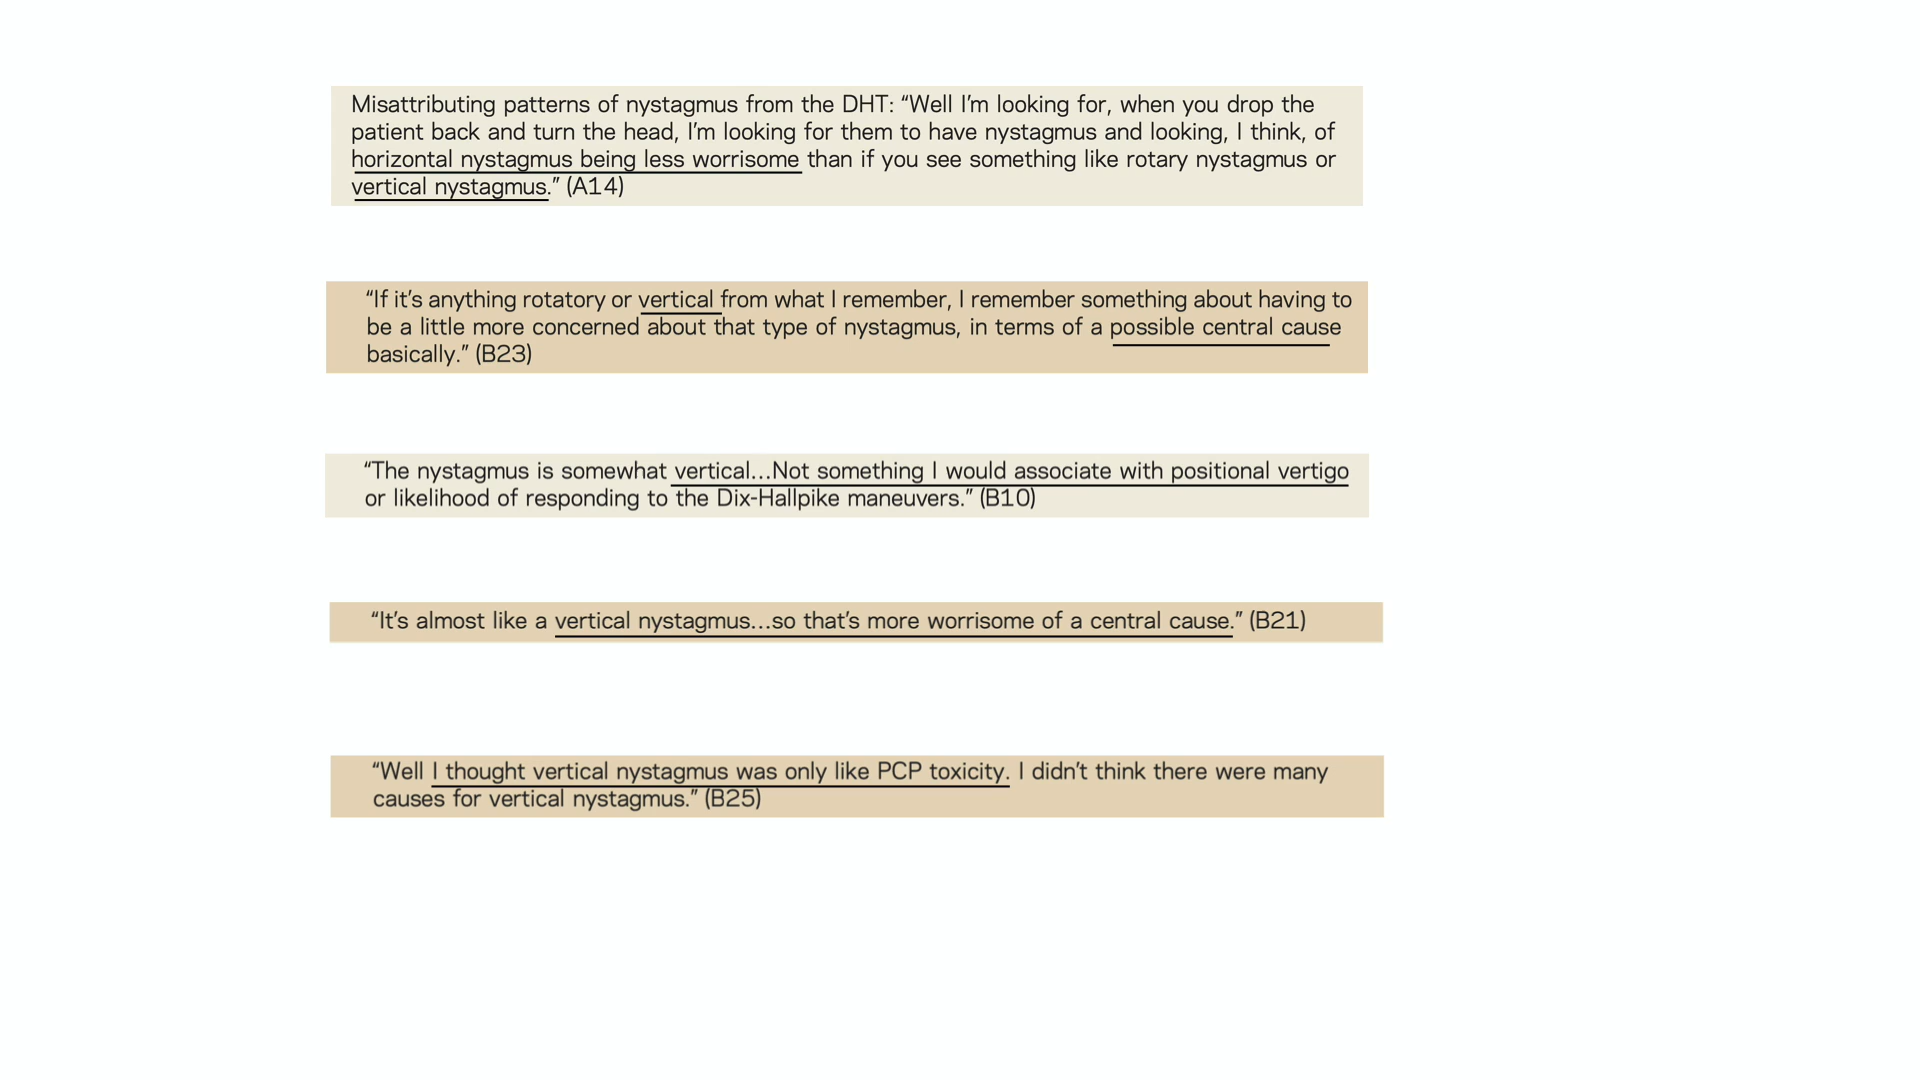 Misattributing patterns of nystagmus from the DHT: “Well I’m looking for, when you drop the
patient back and turn the head, I’m looking for them to have nystagmus and looking, I think, of
horizontal nystagmus being less worrisome than if you see something like rotary nystagmus or
vertical nystagmus.” (A14)
“If it’s anything rotatory or vertical from what I remember, I remember something about having to
be a little more concerned about that type of nystagmus, in terms of a possible central cause
basically.” (B23)
“The nystagmus is somewhat vertical...Not something I would associate with positional vertigo
or likelihood of responding to the Dix-Hallpike maneuvers.” (B10)
“It’s almost like a vertical nystagmus...so that’s more worrisome of a central cause.” (B21)
“Well I thought vertical nystagmus was only like PCP toxicity. I didn’t think there were many
causes for vertical nystagmus.” (B25)